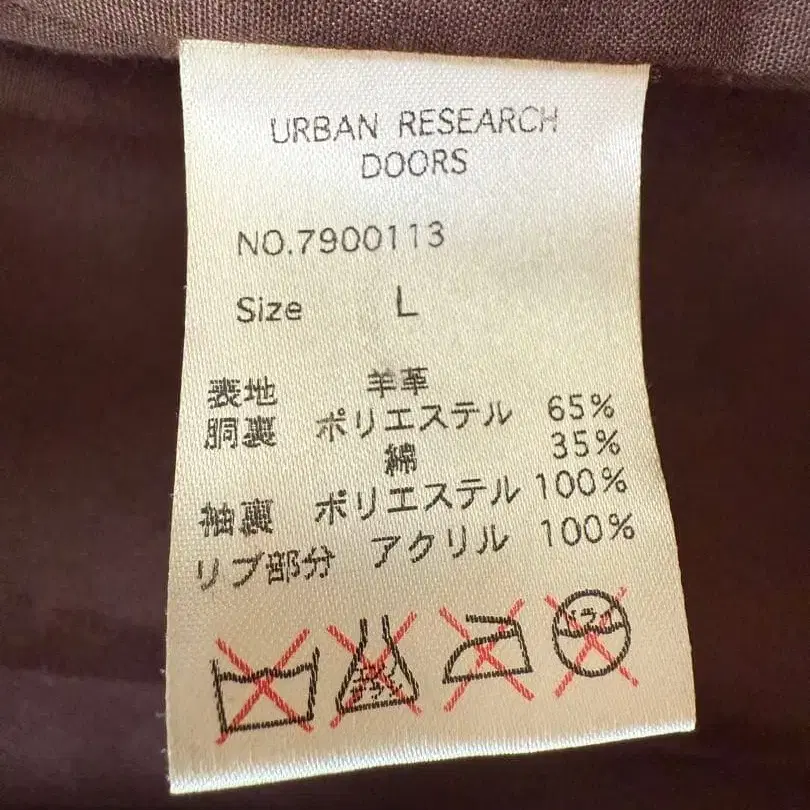 URBAN RESEARCH
DOORS
NO.7900113
Size L
表地 羊革
胴裏 ポリエステル 65%
綿 35%
袖裏 ポリエステル 100%
リブ部分 アクリル 100%